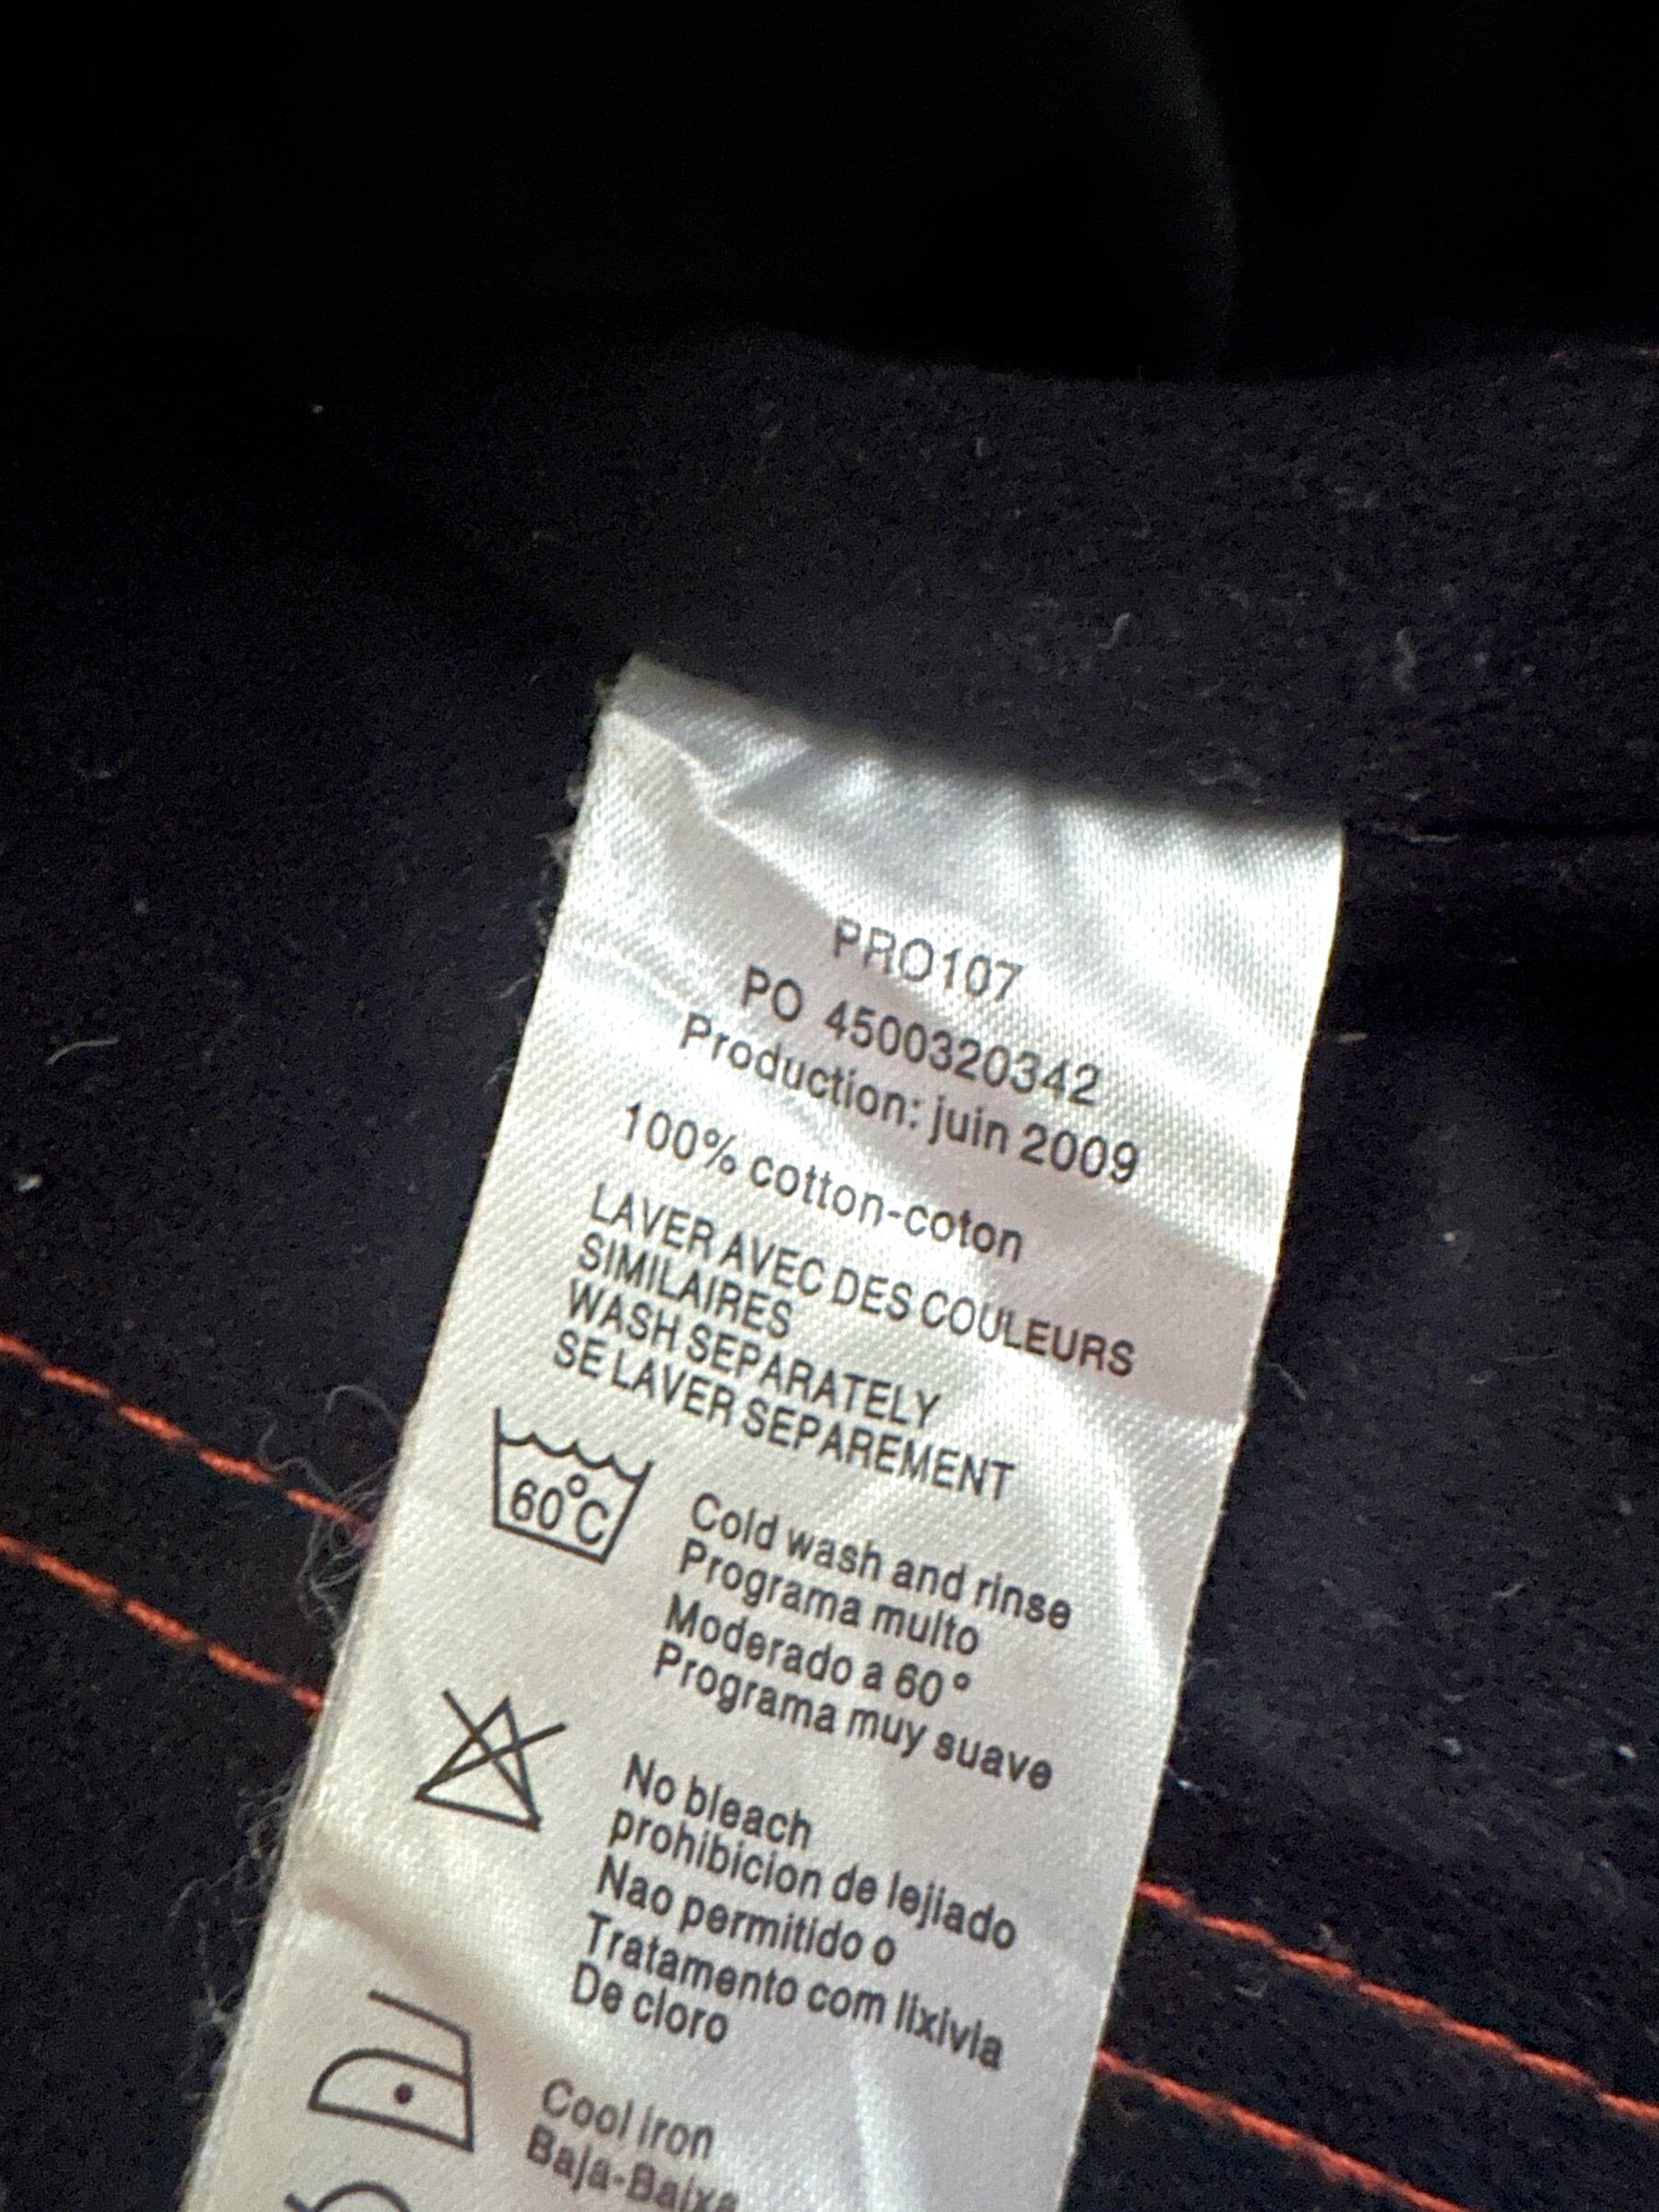 PRO107
PO 4500320342
Production: juin 2009
100% cotton-coton
LAVER AVEC DES COULEURS
SIMILAIRES
WASH SEPARATELY
SE LAVER SEPAREMENT
60°C
Cold wash and rinse
Programa multo
Moderado a 60°
Programa muy suave
No bleach
prohibicion de lejiado
Nao permitido o
Tratamento com lixivia
De cloro
Cool iron
Baja-Baixa